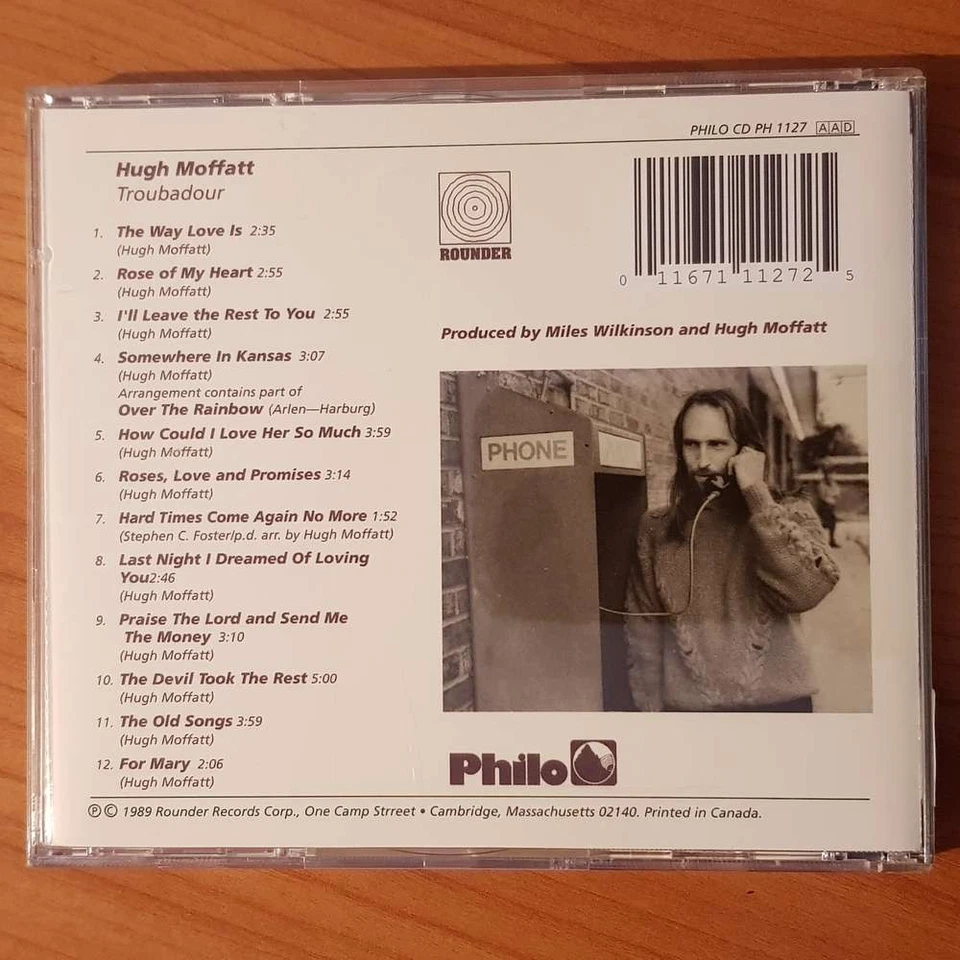 PHILO CD PH 1127 AAD
Hugh Moffatt
Troubadour
1. The Way Love Is 2:35
(Hugh Moffatt)
2. Rose of My Heart 2:55
(Hugh Moffatt)
3. I'll Leave the Rest To You 2:55
(Hugh Moffatt)
4. Somewhere In Kansas 3:07
(Hugh Moffatt)
Arrangement contains part of
Over The Rainbow (Arlen—Harburg)
5. How Could I Love Her So Much 3:59
(Hugh Moffatt)
6. Roses, Love and Promises 3:14
(Hugh Moffatt)
7. Hard Times Come Again No More 1:52
(Stephen C. Foster/p.d. arr. by Hugh Moffatt)
8. Last Night I Dreamed Of Loving
You2:46
(Hugh Moffatt)
9. Praise The Lord and Send Me
The Money 3:10
(Hugh Moffatt)
10. The Devil Took The Rest 5:00
(Hugh Moffatt)
11. The Old Songs 3:59
(Hugh Moffatt)
12. For Mary 2:06
(Hugh Moffatt)
ROUNDER
0 11671 11272 5
Produced by Miles Wilkinson and Hugh Moffatt
PHONE
Philo
℗ © 1989 Rounder Records Corp., One Camp Strreet • Cambridge, Massachusetts 02140. Printed in Canada.